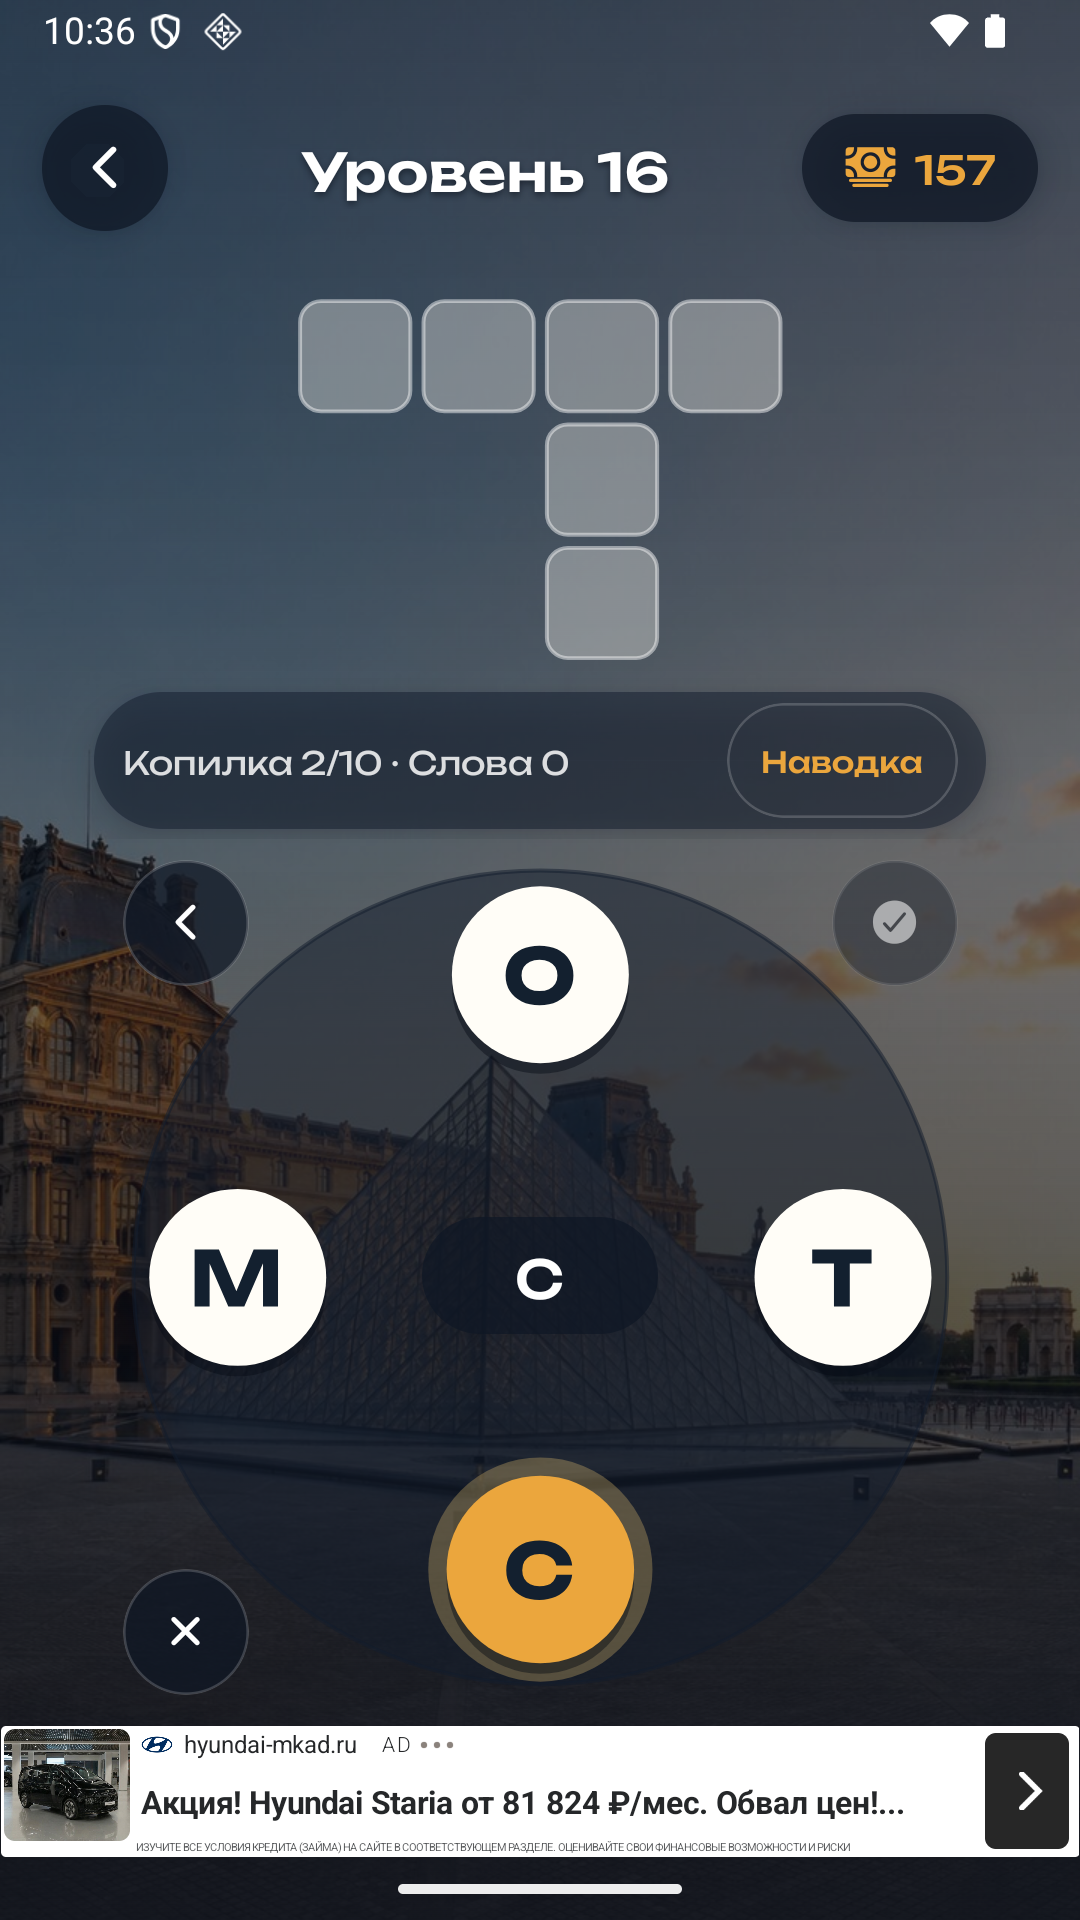 10:36
Уровень 16
157
Копилка 2/10 · Слова 0
Наводка
О
М
С
Т
С
hyundai-mkad.ru AD
Акция! Hyundai Staria от 81 824 ₽/мес. Обвал цен!...
ИЗУЧИТЕ ВСЕ УСЛОВИЯ КРЕДИТА (ЗАЙМА) НА САЙТЕ В СООТВЕТСТВУЮЩЕМ РАЗДЕЛЕ. ОЦЕНИВАЙТЕ СВОИ ФИНАНСОВЫЕ ВОЗМОЖНОСТИ И РИСКИ